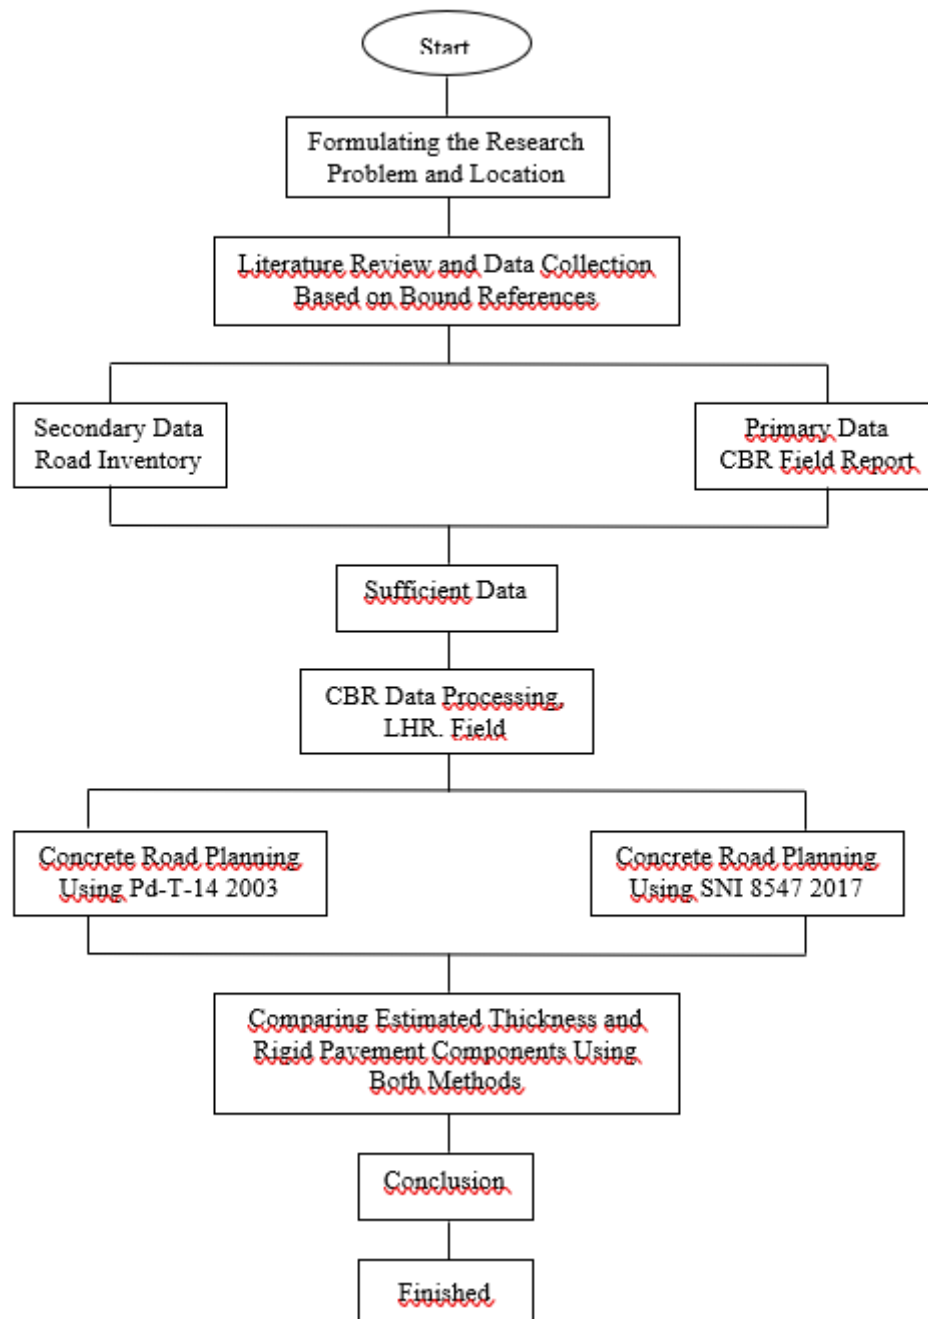 Start
Formulating the Research
Problem and Location
Literature Review and Data Collection
Based on Bound References
Secondary Data
Road Inventory
Primary Data
CBR Field Report
Sufficient Data
CBR Data Processing,
LHR. Field
Concrete Road Planning
Using Pd-T-14 2003
Concrete Road Planning
Using SNI 8547 2017
Comparing Estimated Thickness and
Rigid Pavement Components Using
Both Methods
Conclusion
Finished